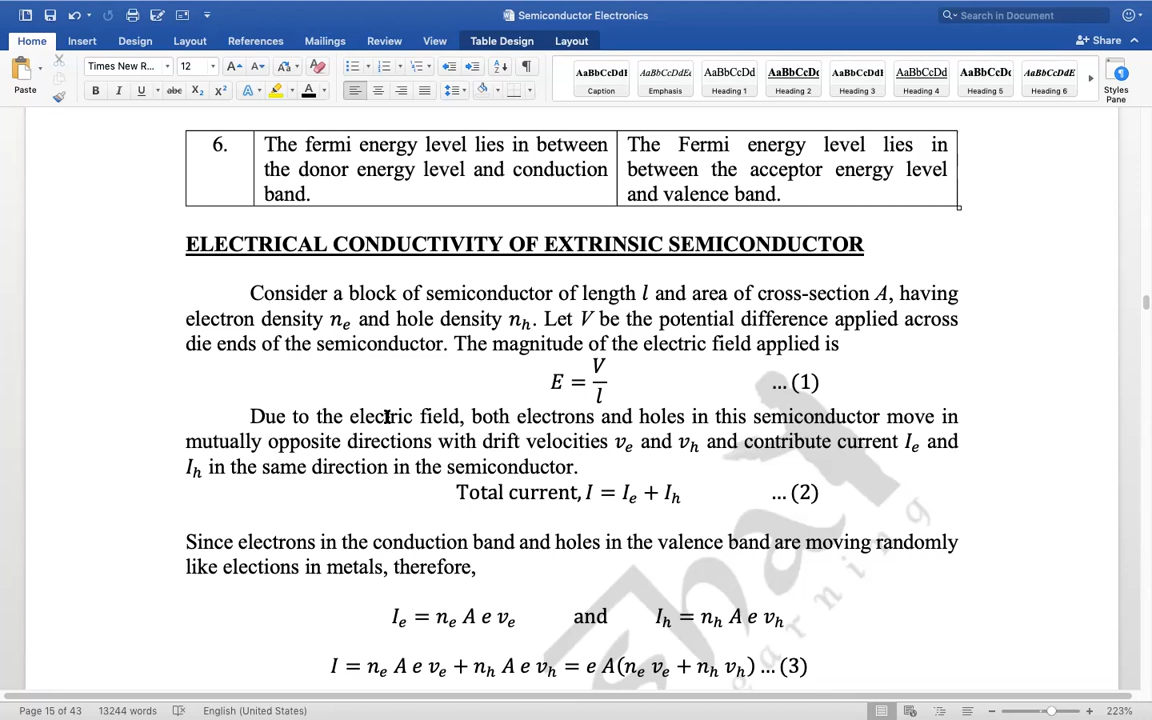 Semiconductor Electronics
Search in Document
Home Insert Design Layout References Mailings Review View Table Design Layout
Share
Times New R... 12
Paste
AaBbCcDdI AaBbCcDdEe AaBbCcDd AaBbCcDc AaBbCcDdI AaBbCcDd AaBbCcDc AaBbCcDdE
Caption Emphasis Heading 1 Heading 2 Heading 3 Heading 4 Heading 5 Heading 6
Styles
Pane
B I U abc X₂ X² A A
6. The fermi energy level lies in between The Fermi energy level lies in
the donor energy level and conduction between the acceptor energy level
band. and valence band.
ELECTRICAL CONDUCTIVITY OF EXTRINSIC SEMICONDUCTOR
Consider a block of semiconductor of length l and area of cross-section A, having
electron density nₑ and hole density nₕ. Let V be the potential difference applied across
die ends of the semiconductor. The magnitude of the electric field applied is
E = V/l ... (1)
Due to the electric field, both electrons and holes in this semiconductor move in
mutually opposite directions with drift velocities vₑ and vₕ and contribute current Iₑ and
Iₕ in the same direction in the semiconductor.
Total current, I = Iₑ + Iₕ ... (2)
Since electrons in the conduction band and holes in the valence band are moving randomly
like elections in metals, therefore,
Iₑ = nₑ A e vₑ and Iₕ = nₕ A e vₕ
I = nₑ A e vₑ + nₕ A e vₕ = e A(nₑ vₑ + nₕ vₕ) ... (3)
Page 15 of 43 13244 words English (United States) 223%